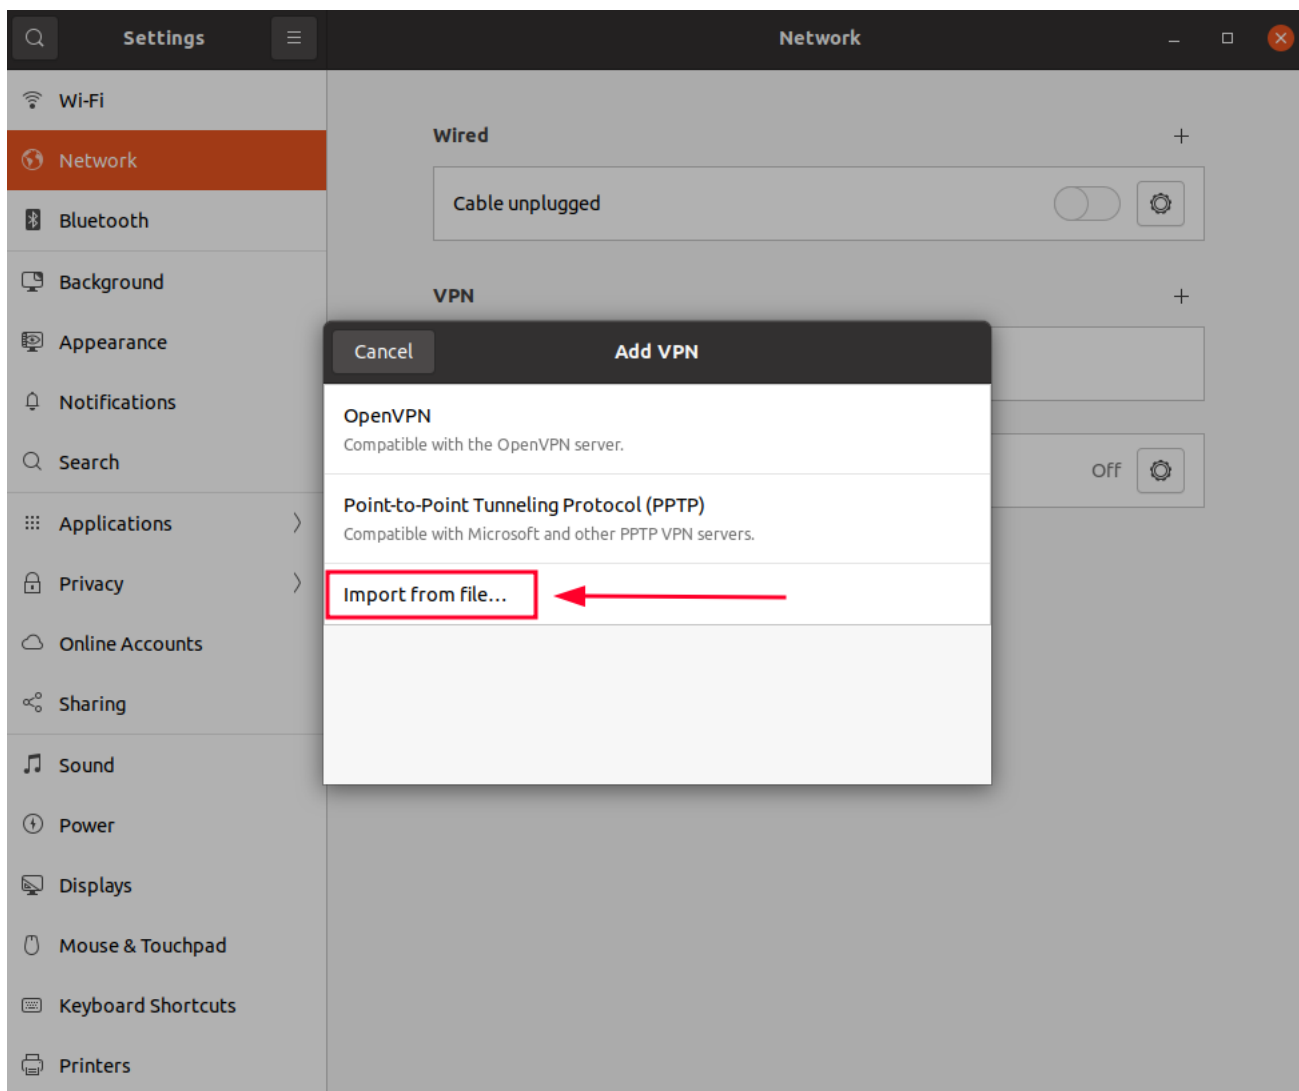 Settings
Network
Wi-Fi
Network
Bluetooth
Background
Appearance
Notifications
Search
Applications
Privacy
Online Accounts
Sharing
Sound
Power
Displays
Mouse & Touchpad
Keyboard Shortcuts
Printers
Wired
Cable unplugged
VPN
Off
Cancel
Add VPN
OpenVPN
Compatible with the OpenVPN server.
Point-to-Point Tunneling Protocol (PPTP)
Compatible with Microsoft and other PPTP VPN servers.
Import from file...